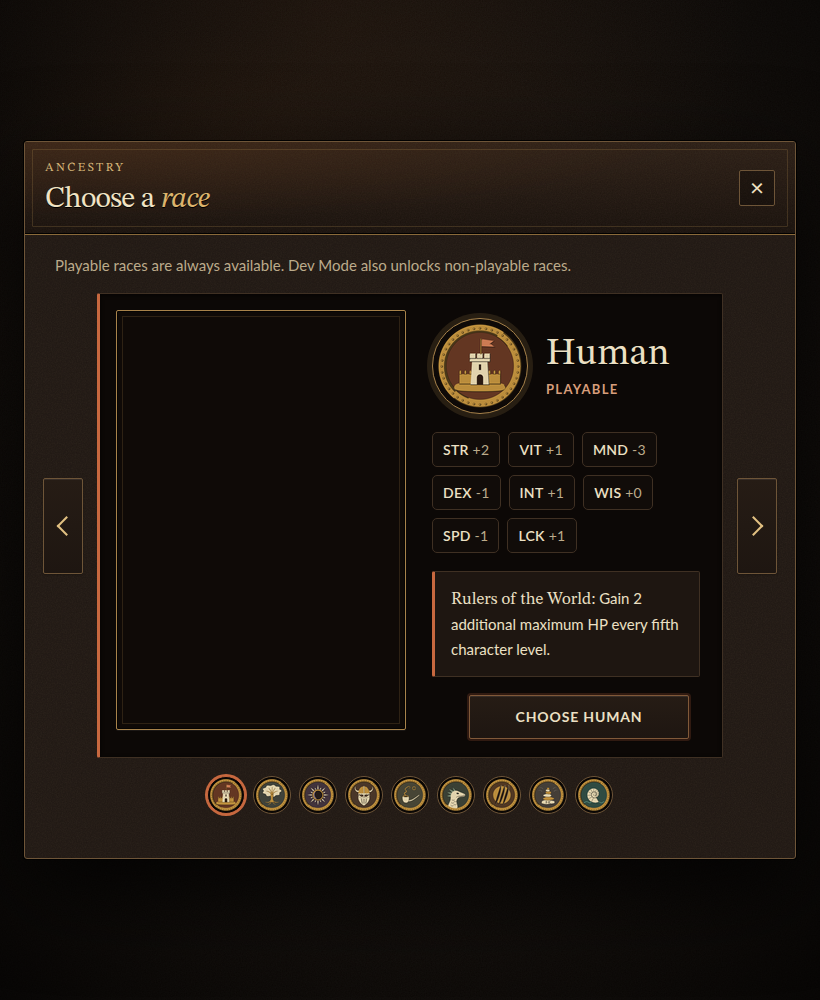 ANCESTRY
Choose a race
✕
Playable races are always available. Dev Mode also unlocks non-playable races.
Human
PLAYABLE
STR +2 VIT +1 MND -3
DEX -1 INT +1 WIS +0
SPD -1 LCK +1
Rulers of the World: Gain 2
additional maximum HP every fifth
character level.
CHOOSE HUMAN